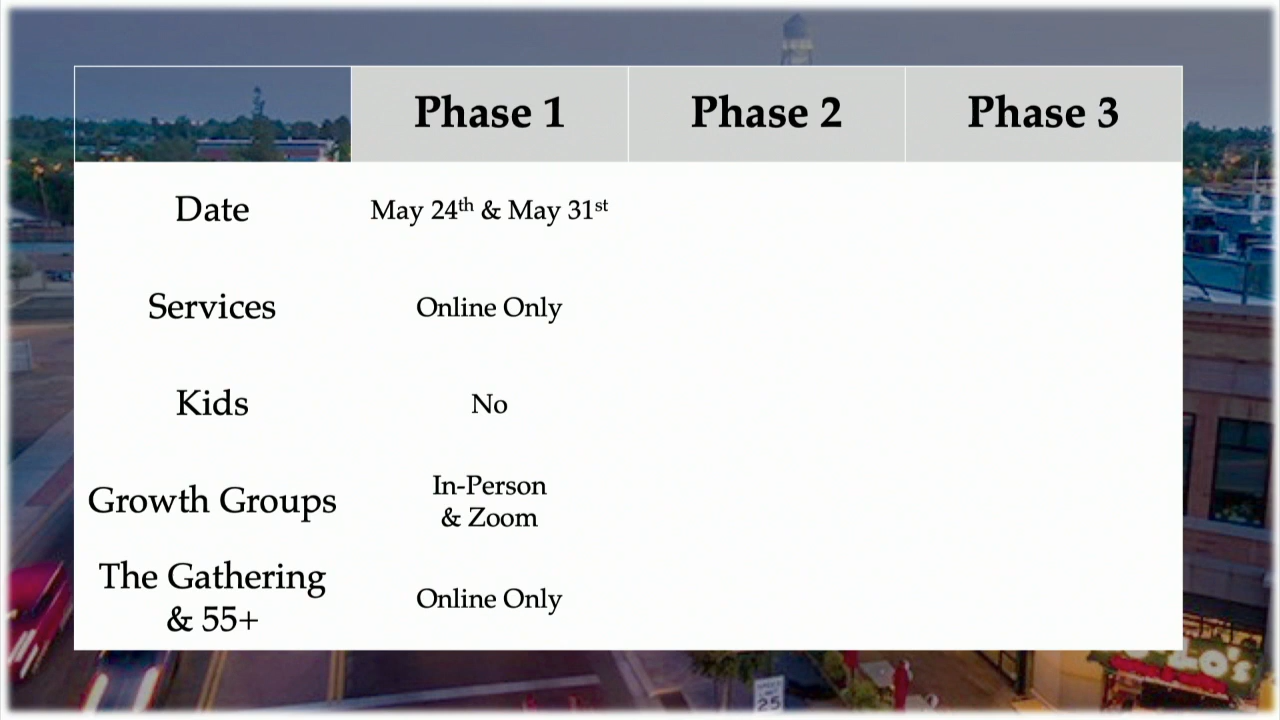 Phase 1 Phase 2 Phase 3
Date May 24th & May 31st
Services Online Only
Kids No
Growth Groups In-Person
& Zoom
The Gathering
& 55+ Online Only
25